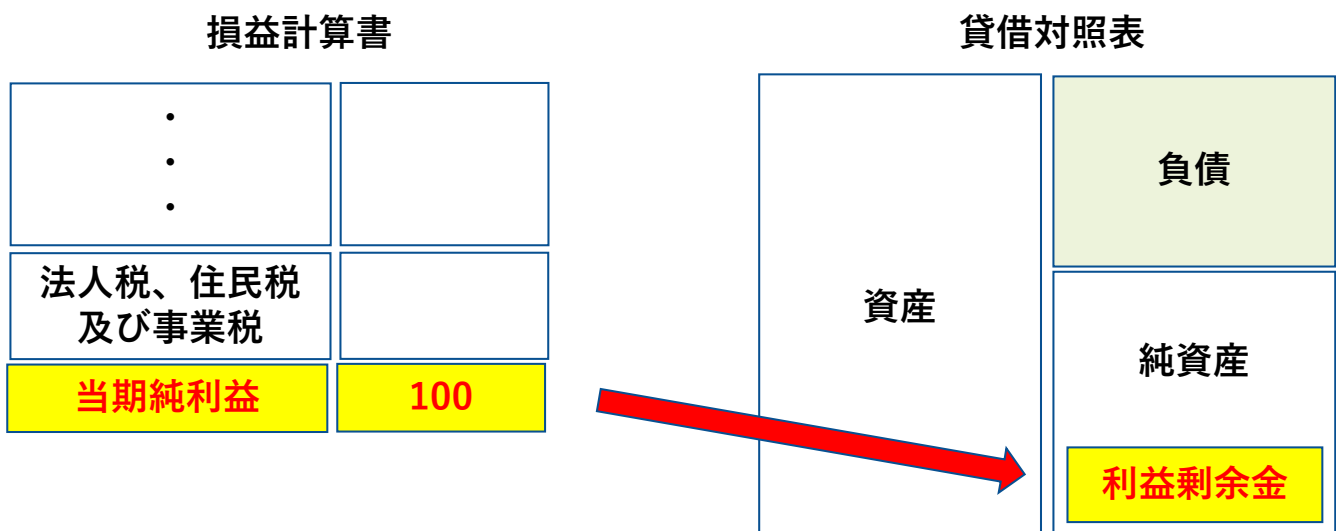 損益計算書
・
・
・
法人税、住民税
及び事業税
当期純利益
100
貸借対照表
資産
負債
純資産
利益剰余金